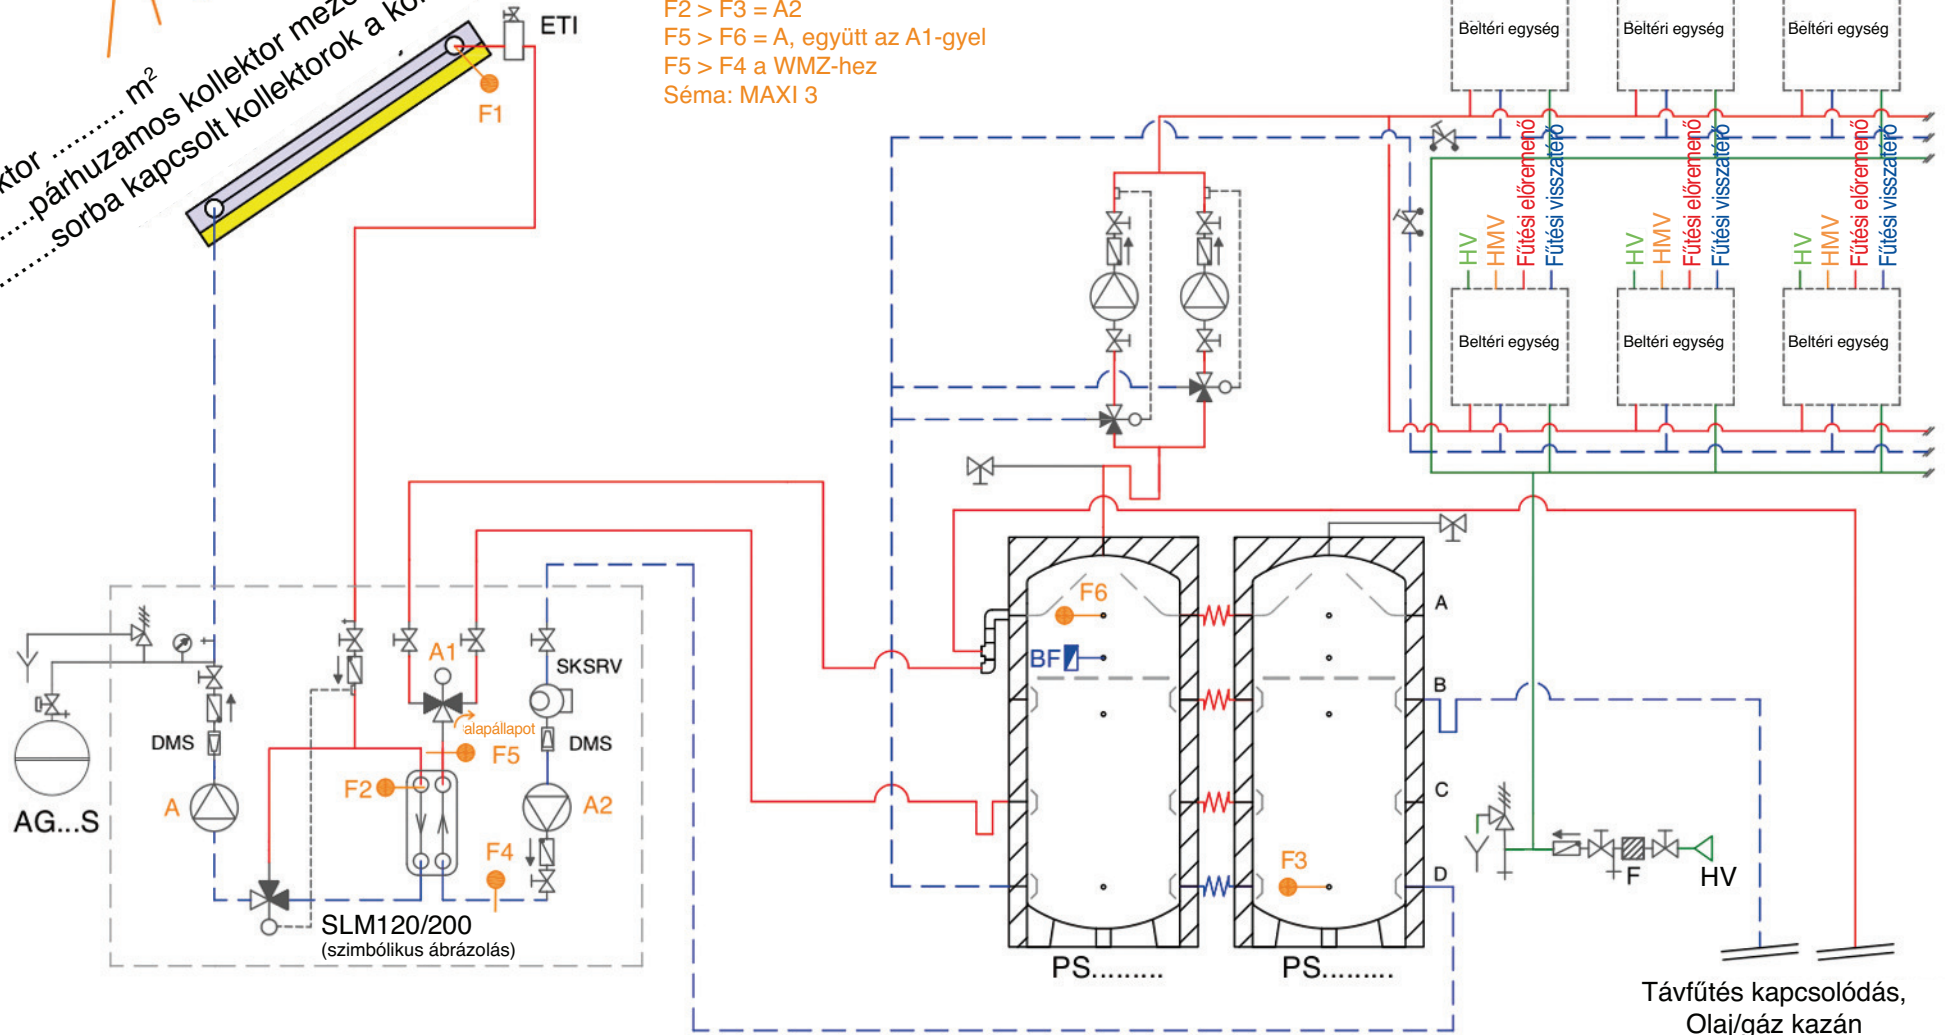 F2 > F3 = A2
F5 > F6 = A, együtt az A1-gyel
F5 > F4 a WMZ-hez
Séma: MAXI 3
ETI
F1
......... m²
.....párhuzamos kollektor
........sorba kapcsolt kollektorok a
Beltéri egység
Beltéri egység
Beltéri egység
HV
HMV
Fűtési előremenő
Fűtési visszatérő
HV
HMV
Fűtési előremenő
Fűtési visszatérő
HV
HMV
Fűtési előremenő
Fűtési visszatérő
Beltéri egység
Beltéri egység
Beltéri egység
F6
BF
A
B
C
D
F3
PS.........
PS.........
A1
alapállapot
SKSRV
DMS
DMS
F5
F2
A
A2
F4
AG...S
SLM120/200
(szimbólikus ábrázolás)
F
HV
Távfűtés kapcsolódás,
Olaj/gáz kazán